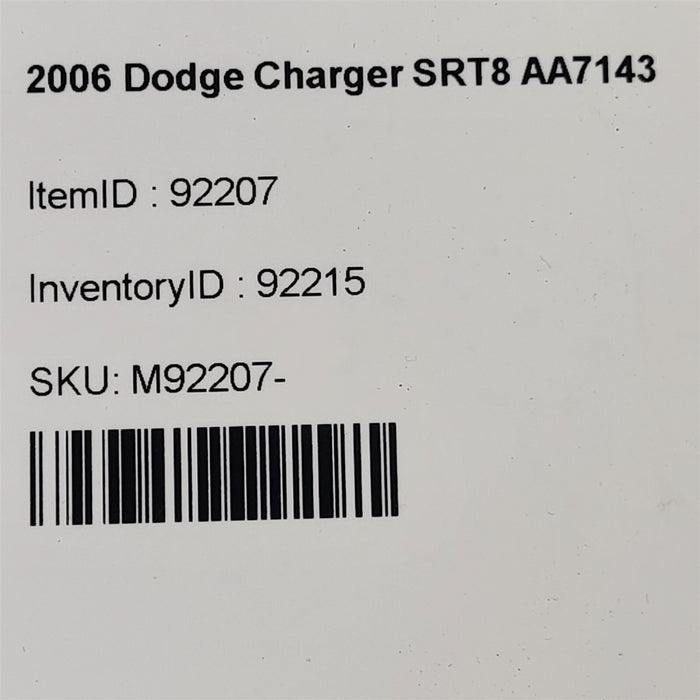 2006 Dodge Charger SRT8 AA7143
ItemID : 92207
InventoryID : 92215
SKU: M92207-